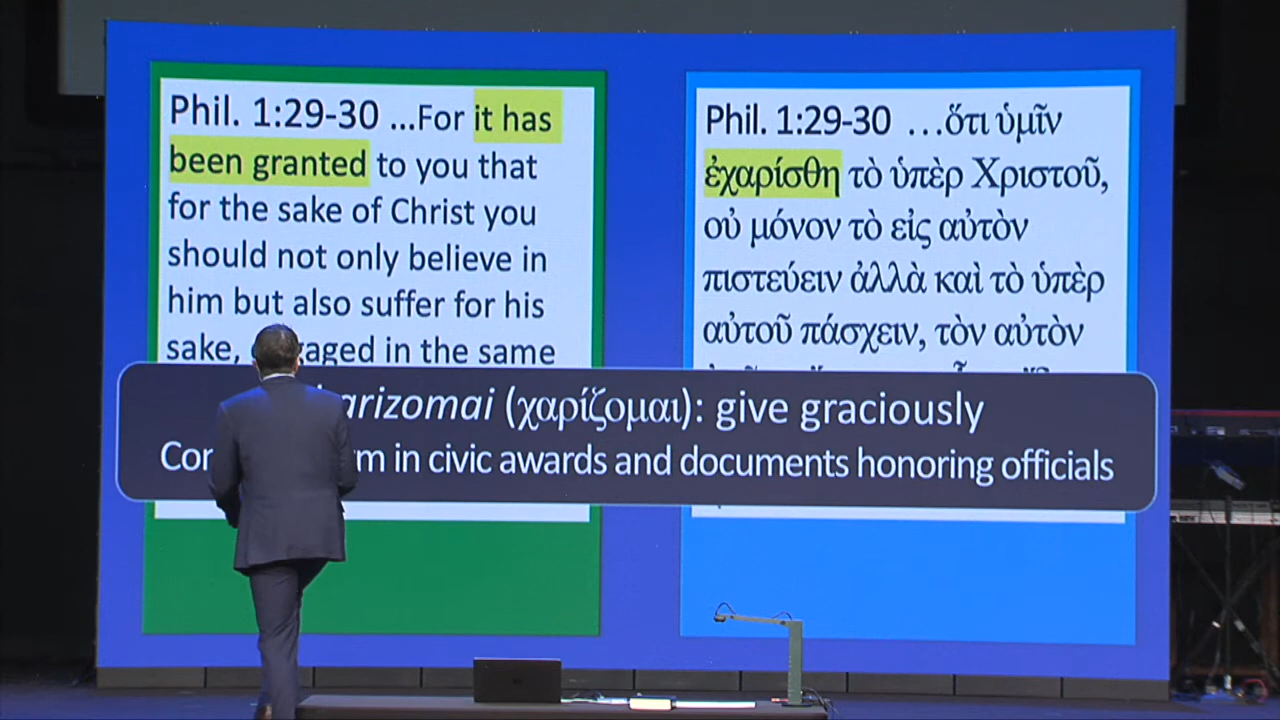 Phil. 1:29-30 ...For it has
been granted to you that
for the sake of Christ you
should not only believe in
him but also suffer for his
sake, in the same
Phil. 1:29-30 ...ὅτι ὑμῖν
ἐχαρίσθη τὸ ὑπὲρ Χριστοῦ,
οὐ μόνον τὸ εἰς αὐτὸν
πιστεύειν ἀλλὰ καὶ τὸ ὑπὲρ
αὐτοῦ πάσχειν, τὸν αὐτὸν
(χαρίζομαι): give graciously
in civic awards and documents honoring officials